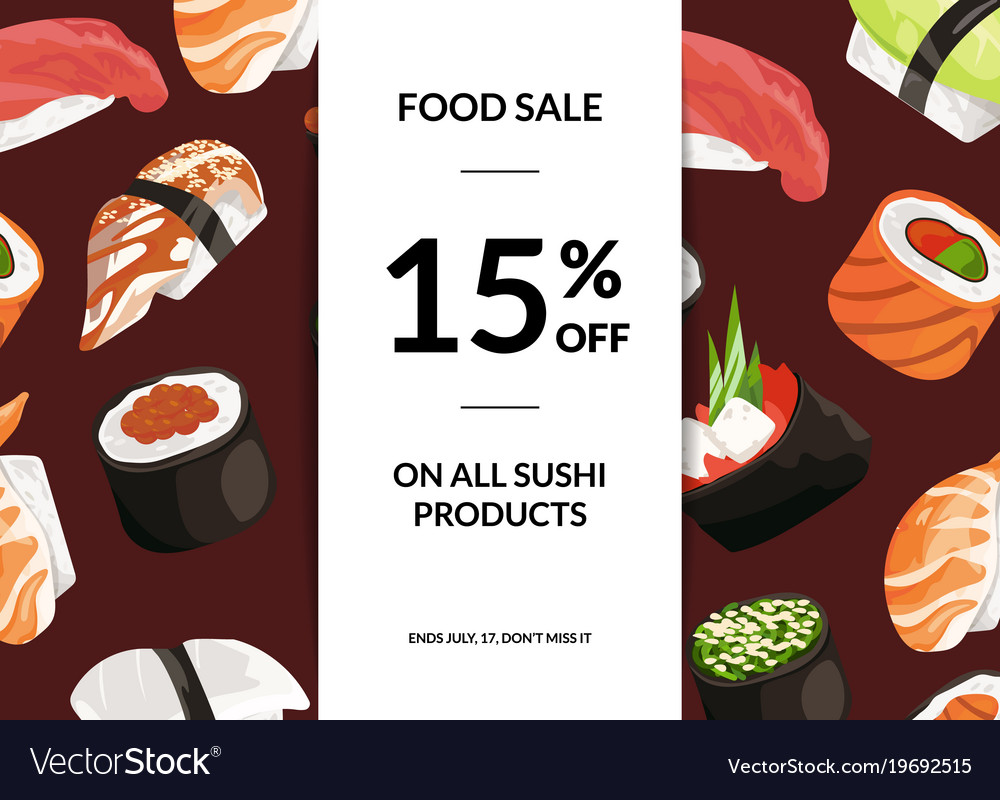 FOOD SALE
15% OFF
ON ALL SUSHI
PRODUCTS
ENDS JULY, 17, DON'T MISS IT
VectorStock®
VectorStock.com/19692515